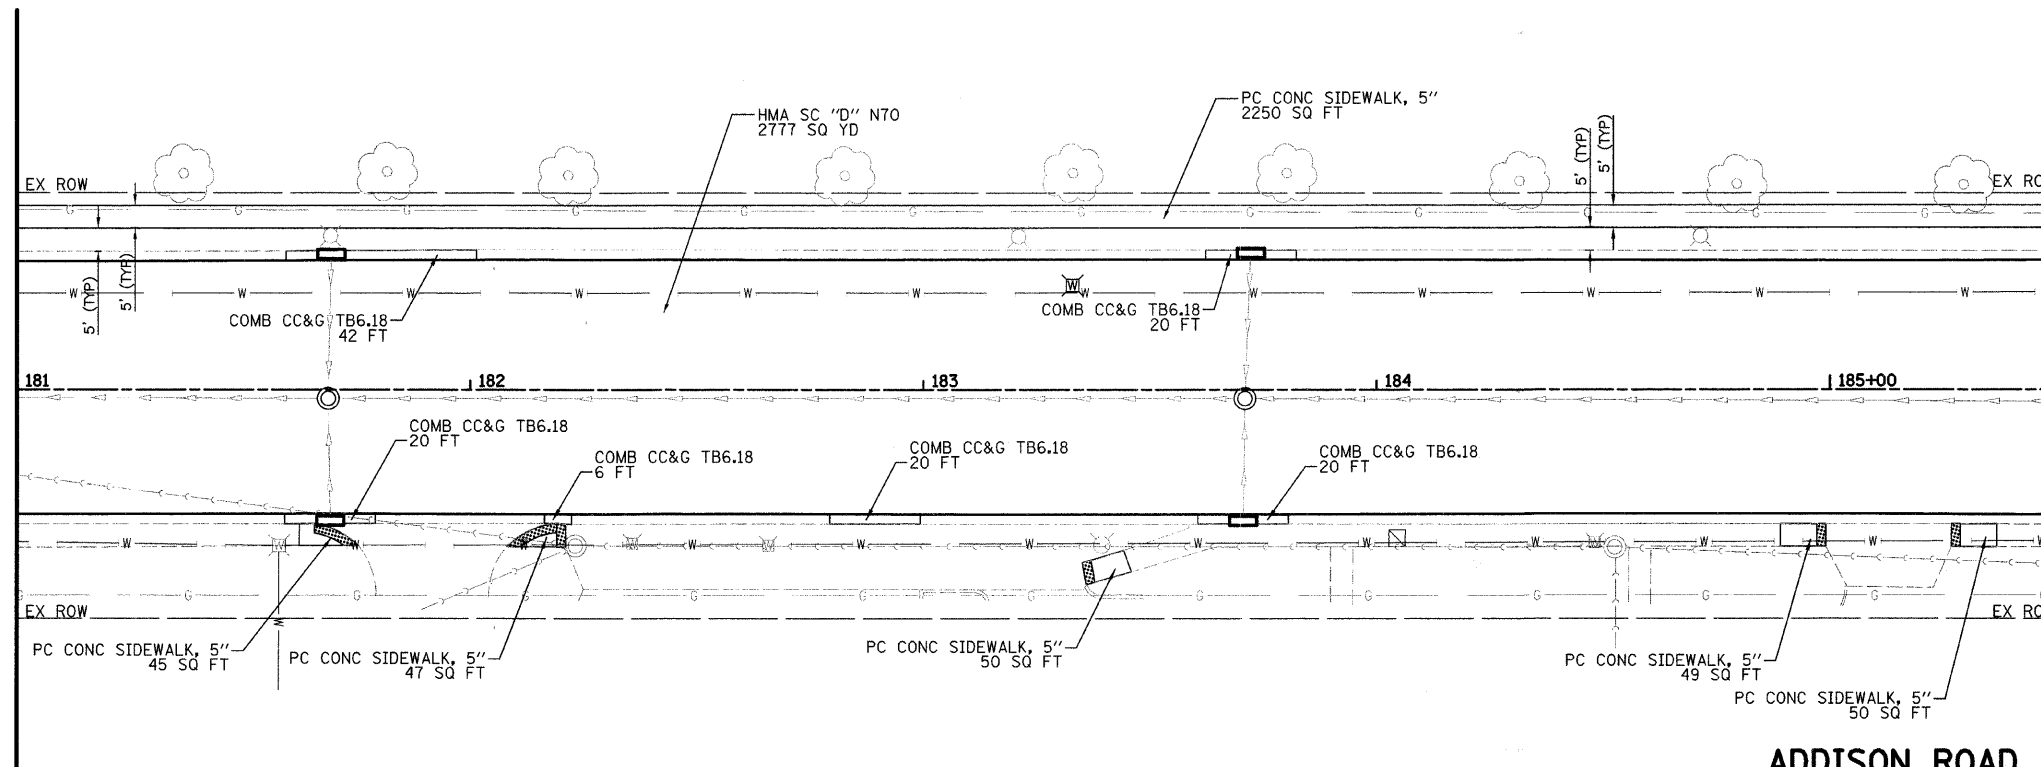 PC CONC SIDEWALK, 5"
2250 SQ FT
HMA SC "D" N70
2777 SQ YD
5' (TYP)
5' (TYP)
EX ROW
EX RO
G G G G G G G G G G G G
5' (TYP)
5' (TYP)
W W W W W W W W W W W W W
COMB CC&G TB6.18
42 FT
COMB CC&G TB6.18
20 FT
181
182
183
184
185+00
COMB CC&G TB6.18
20 FT
COMB CC&G TB6.18
6 FT
COMB CC&G TB6.18
20 FT
COMB CC&G TB6.18
20 FT
W W W W W W W W W W W
G G G G G G G G G G G G
EX ROW
EX RO
W
PC CONC SIDEWALK, 5"
45 SQ FT
PC CONC SIDEWALK, 5"
47 SQ FT
PC CONC SIDEWALK, 5"
50 SQ FT
PC CONC SIDEWALK, 5"
49 SQ FT
PC CONC SIDEWALK, 5"
50 SQ FT
ADDISON ROAD